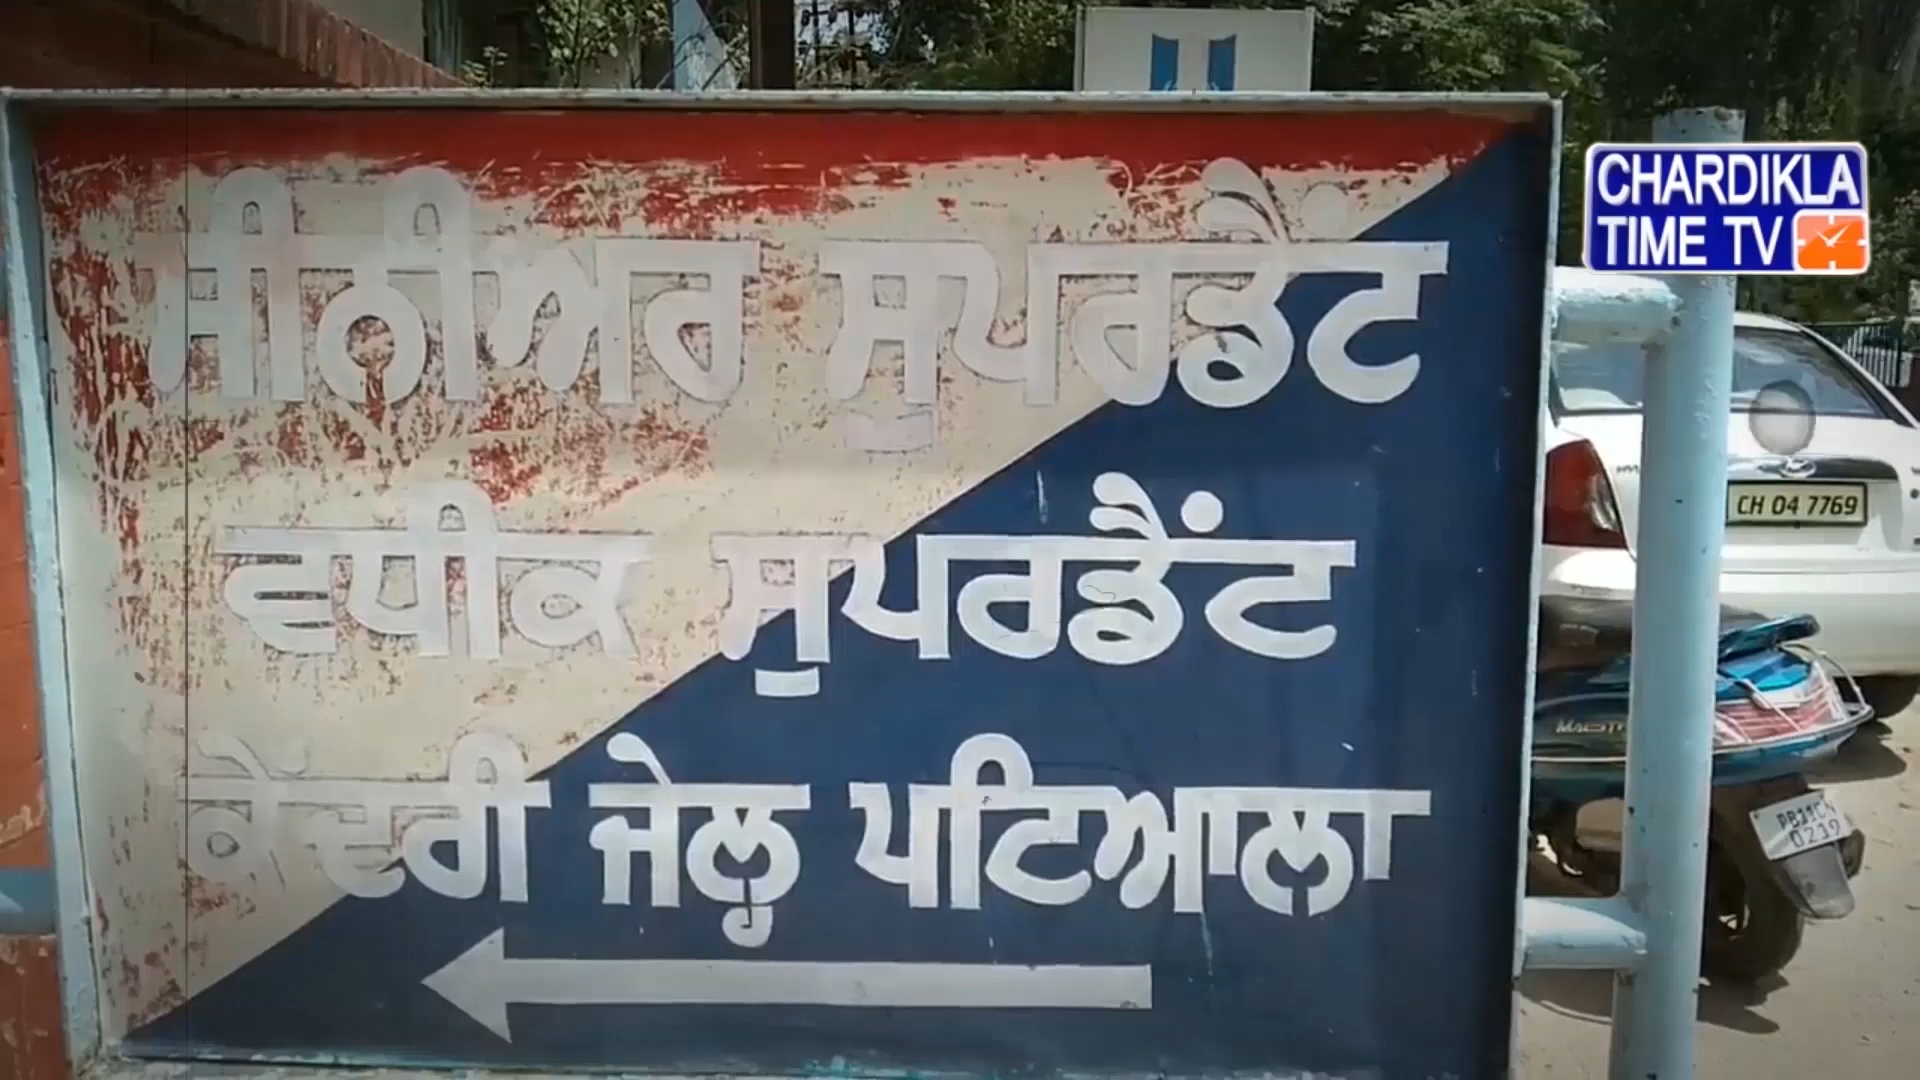 CHARDIKLA
TIME TV
ਸੀਨੀਅਰ ਸੁਪਰਡੈਂਟ
ਵਧੀਕ ਸੁਪਰਡੈਂਟ
ਕੇਂਦਰੀ ਜੇਲ੍ਹ ਪਟਿਆਲਾ
CH 04 7769